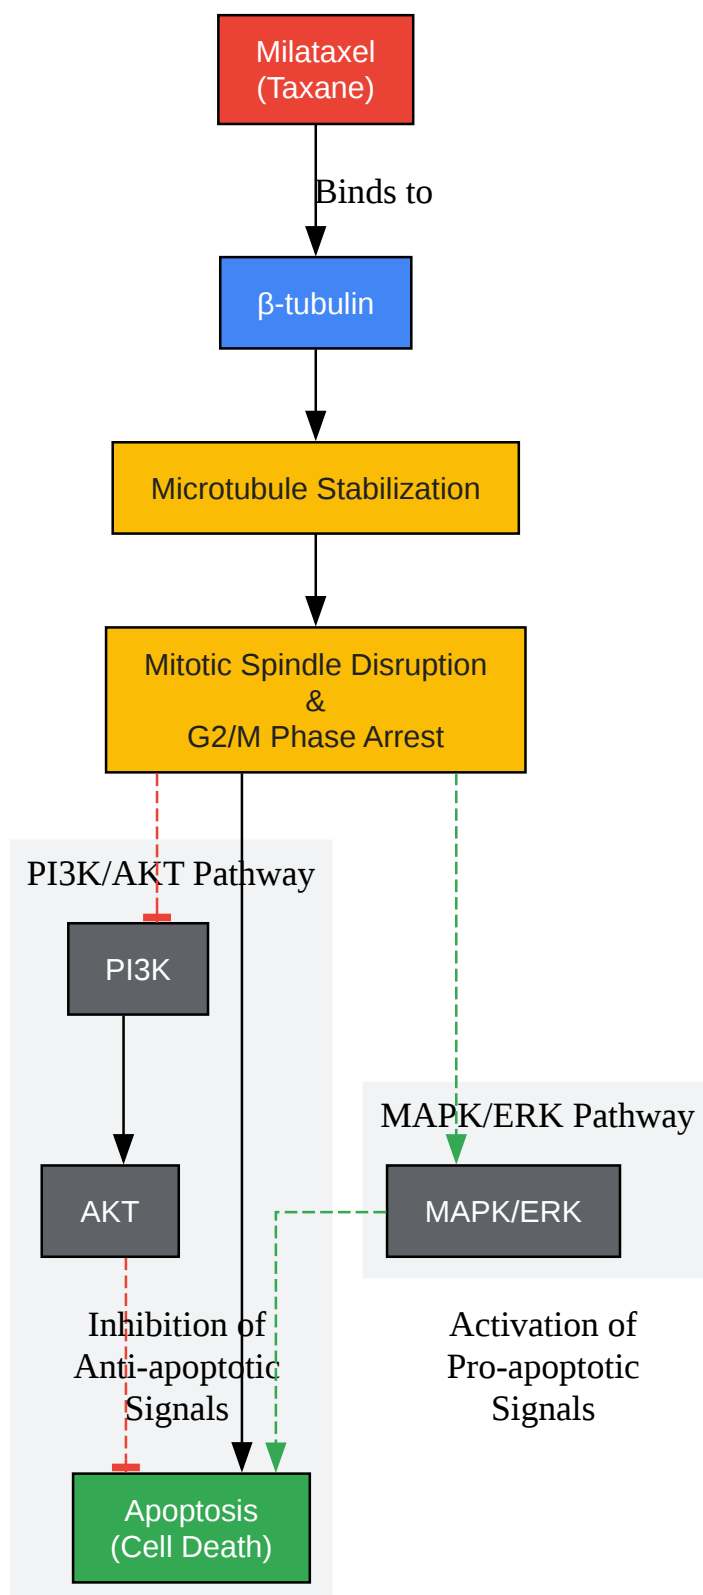 Milataxel
(Taxane)
Binds to
β-tubulin
Microtubule Stabilization
Mitotic Spindle Disruption
&
G2/M Phase Arrest
PI3K/AKT Pathway
PI3K
MAPK/ERK Pathway
AKT
MAPK/ERK
Inhibition of
Anti-apoptotic
Signals
Activation of
Pro-apoptotic
Signals
Apoptosis
(Cell Death)